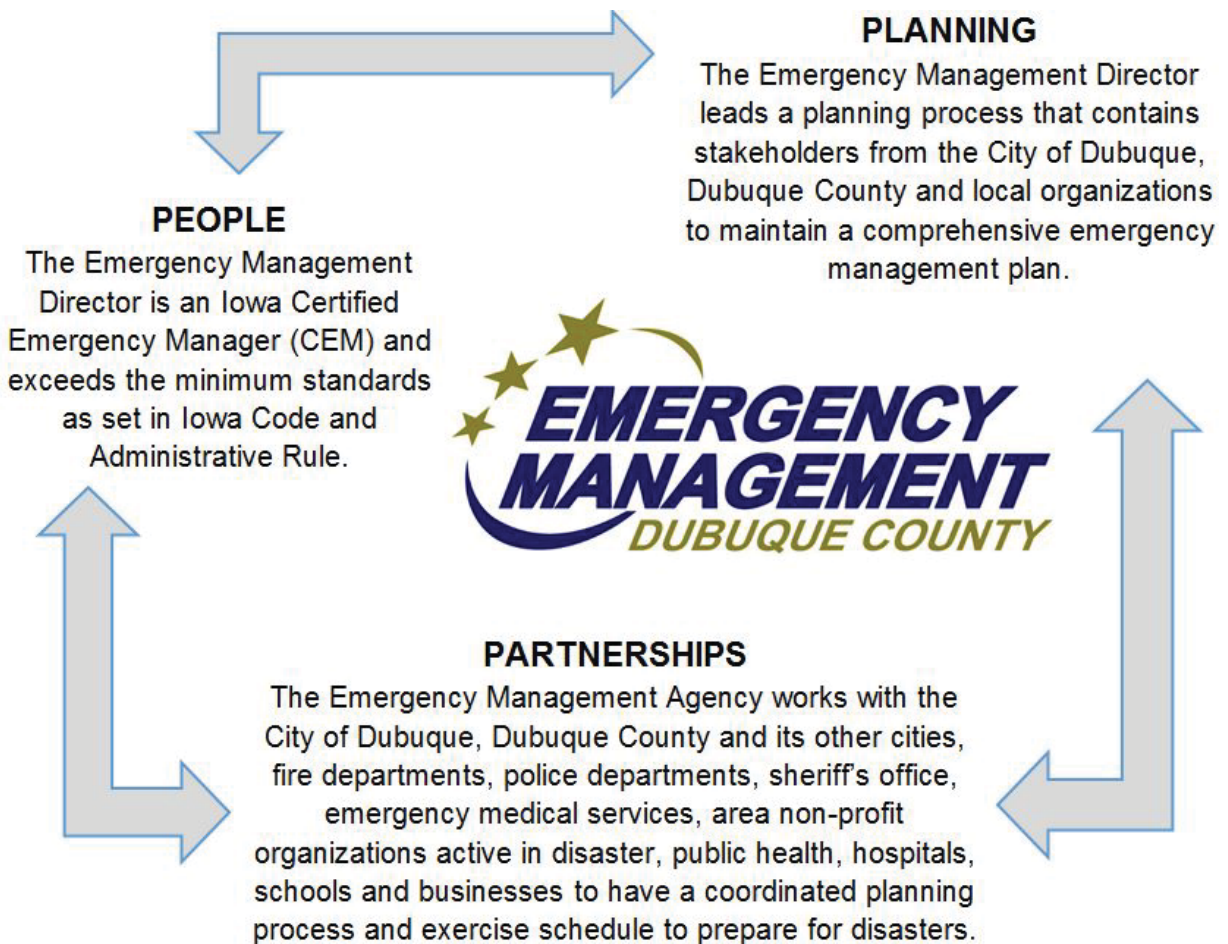 PLANNING
The Emergency Management Director
leads a planning process that contains
stakeholders from the City of Dubuque,
Dubuque County and local organizations
to maintain a comprehensive emergency
management plan.
PEOPLE
The Emergency Management
Director is an Iowa Certified
Emergency Manager (CEM) and
exceeds the minimum standards
as set in Iowa Code and
Administrative Rule.
EMERGENCY
MANAGEMENT
DUBUQUE COUNTY
PARTNERSHIPS
The Emergency Management Agency works with the
City of Dubuque, Dubuque County and its other cities,
fire departments, police departments, sheriff's office,
emergency medical services, area non-profit
organizations active in disaster, public health, hospitals,
schools and businesses to have a coordinated planning
process and exercise schedule to prepare for disasters.